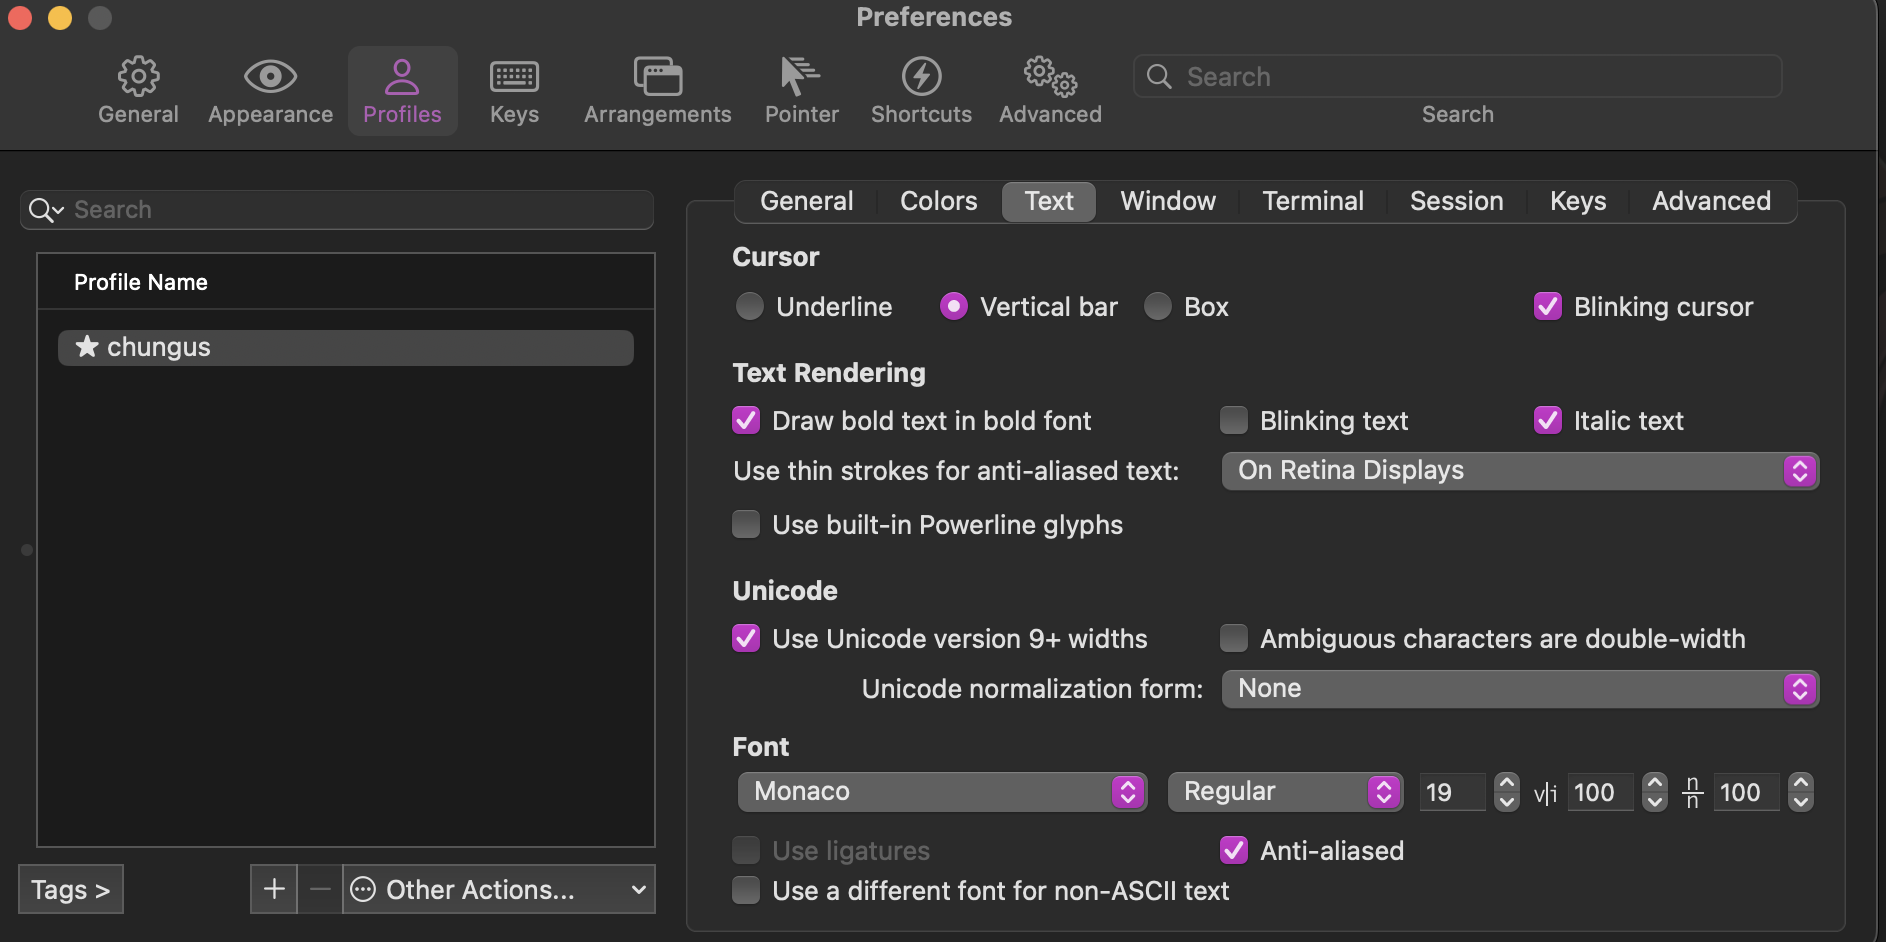 Preferences
General
Appearance
Profiles
Keys
Arrangements
Pointer
Shortcuts
Advanced
Search
Search
Search
Profile Name
chungus
Tags >
Other Actions...
General
Colors
Text
Window
Terminal
Session
Keys
Advanced
Cursor
Underline
Vertical bar
Box
Blinking cursor
Text Rendering
Draw bold text in bold font
Blinking text
Italic text
Use thin strokes for anti-aliased text: On Retina Displays
Use built-in Powerline glyphs
Unicode
Use Unicode version 9+ widths
Ambiguous characters are double-width
Unicode normalization form: None
Font
Monaco Regular 19 v|i 100 n/n 100
Use ligatures
Anti-aliased
Use a different font for non-ASCII text